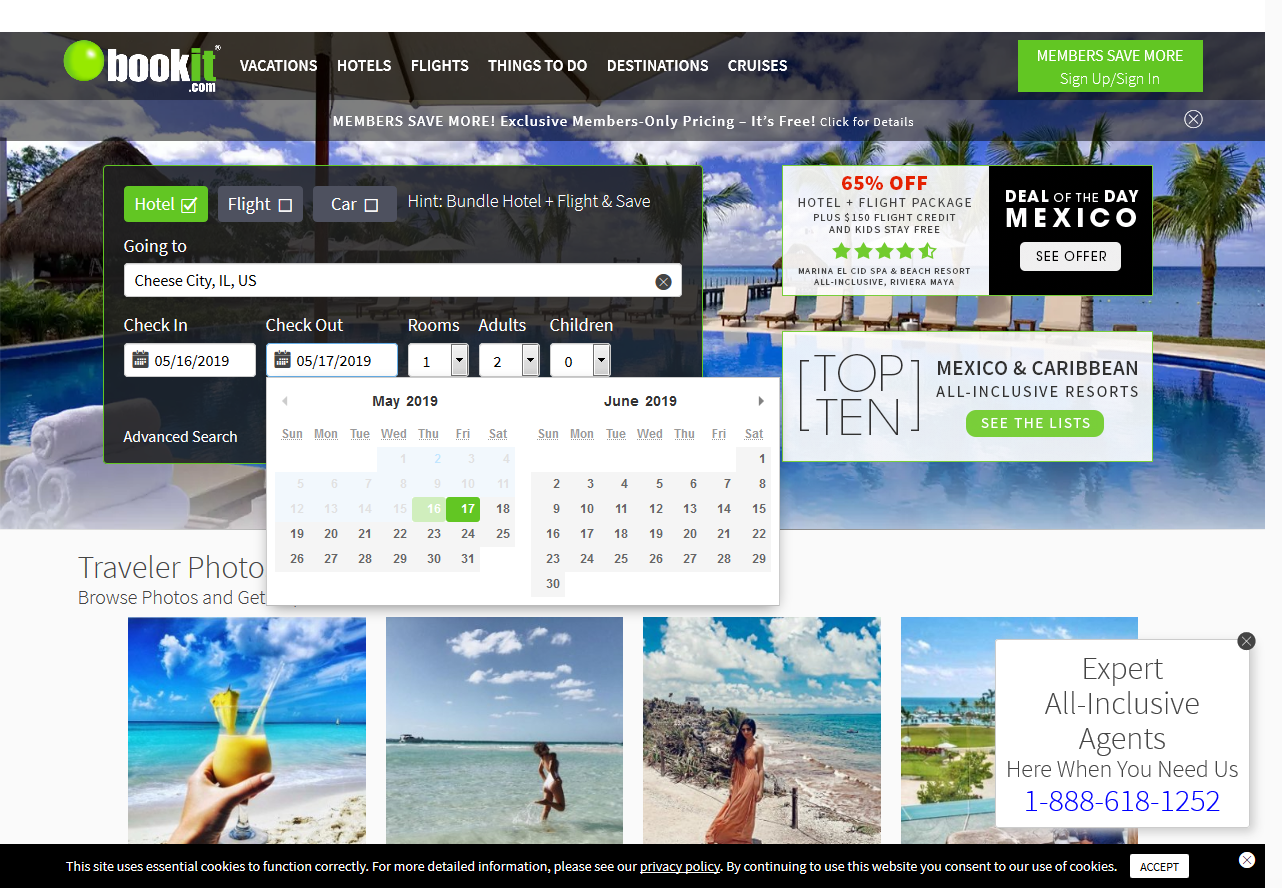 bookit®
.com
VACATIONS HOTELS FLIGHTS THINGS TO DO DESTINATIONS CRUISES
MEMBERS SAVE MORE
Sign Up/Sign In
MEMBERS SAVE MORE! Exclusive Members-Only Pricing – It's Free! Click for Details
Hotel Flight Car Hint: Bundle Hotel + Flight & Save
Going to
Cheese City, IL, US
Check In Check Out Rooms Adults Children
05/16/2019 05/17/2019 1 2 0
Advanced Search
May 2019
Sun Mon Tue Wed Thu Fri Sat
1 2 3 4
5 6 7 8 9 10 11
12 13 14 15 16 17 18
19 20 21 22 23 24 25
26 27 28 29 30 31
June 2019
Sun Mon Tue Wed Thu Fri Sat
1
2 3 4 5 6 7 8
9 10 11 12 13 14 15
16 17 18 19 20 21 22
23 24 25 26 27 28 29
30
65% OFF
HOTEL + FLIGHT PACKAGE
PLUS $150 FLIGHT CREDIT
AND KIDS STAY FREE
MARINA EL CID SPA & BEACH RESORT
ALL-INCLUSIVE, RIVIERA MAYA
DEAL OF THE DAY
MEXICO
SEE OFFER
TOP
TEN
MEXICO & CARIBBEAN
ALL-INCLUSIVE RESORTS
SEE THE LISTS
Traveler Photo
Browse Photos and Get
Expert
All-Inclusive
Agents
Here When You Need Us
1-888-618-1252
This site uses essential cookies to function correctly. For more detailed information, please see our privacy policy. By continuing to use this website you consent to our use of cookies. ACCEPT